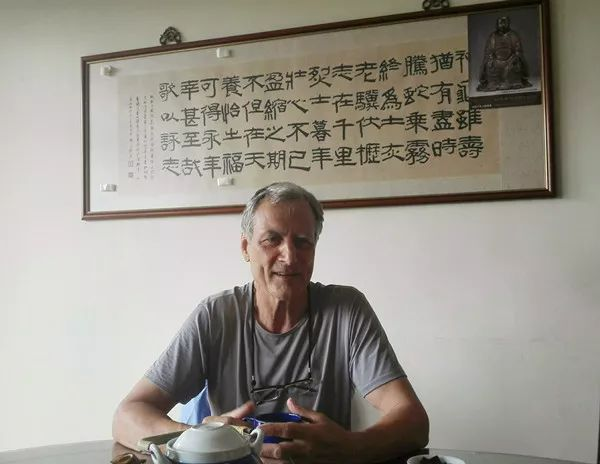 神龜雖壽
猶有盡時
騰蛇乘霧
終為土灰
老驥伏櫪
志在千里
烈士暮年
壯心不已
盈縮之期
不但在天
養怡之福
可得永年
幸甚至哉
歌以詠志